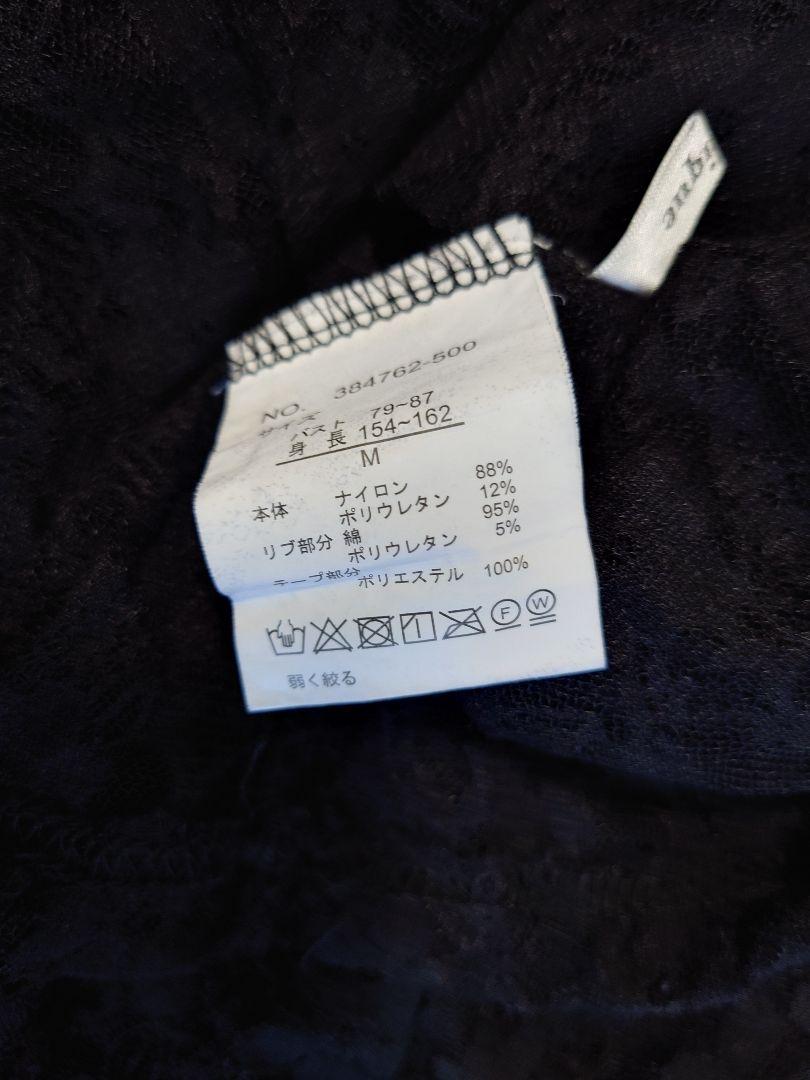 ique
NO. 384762-500
サイズ
バスト 79~87
身長 154~162
M
本体 ナイロン 88%
ポリウレタン 12%
リブ部分 綿 95%
ポリウレタン 5%
テープ部分 ポリエステル 100%
F W
弱く絞る